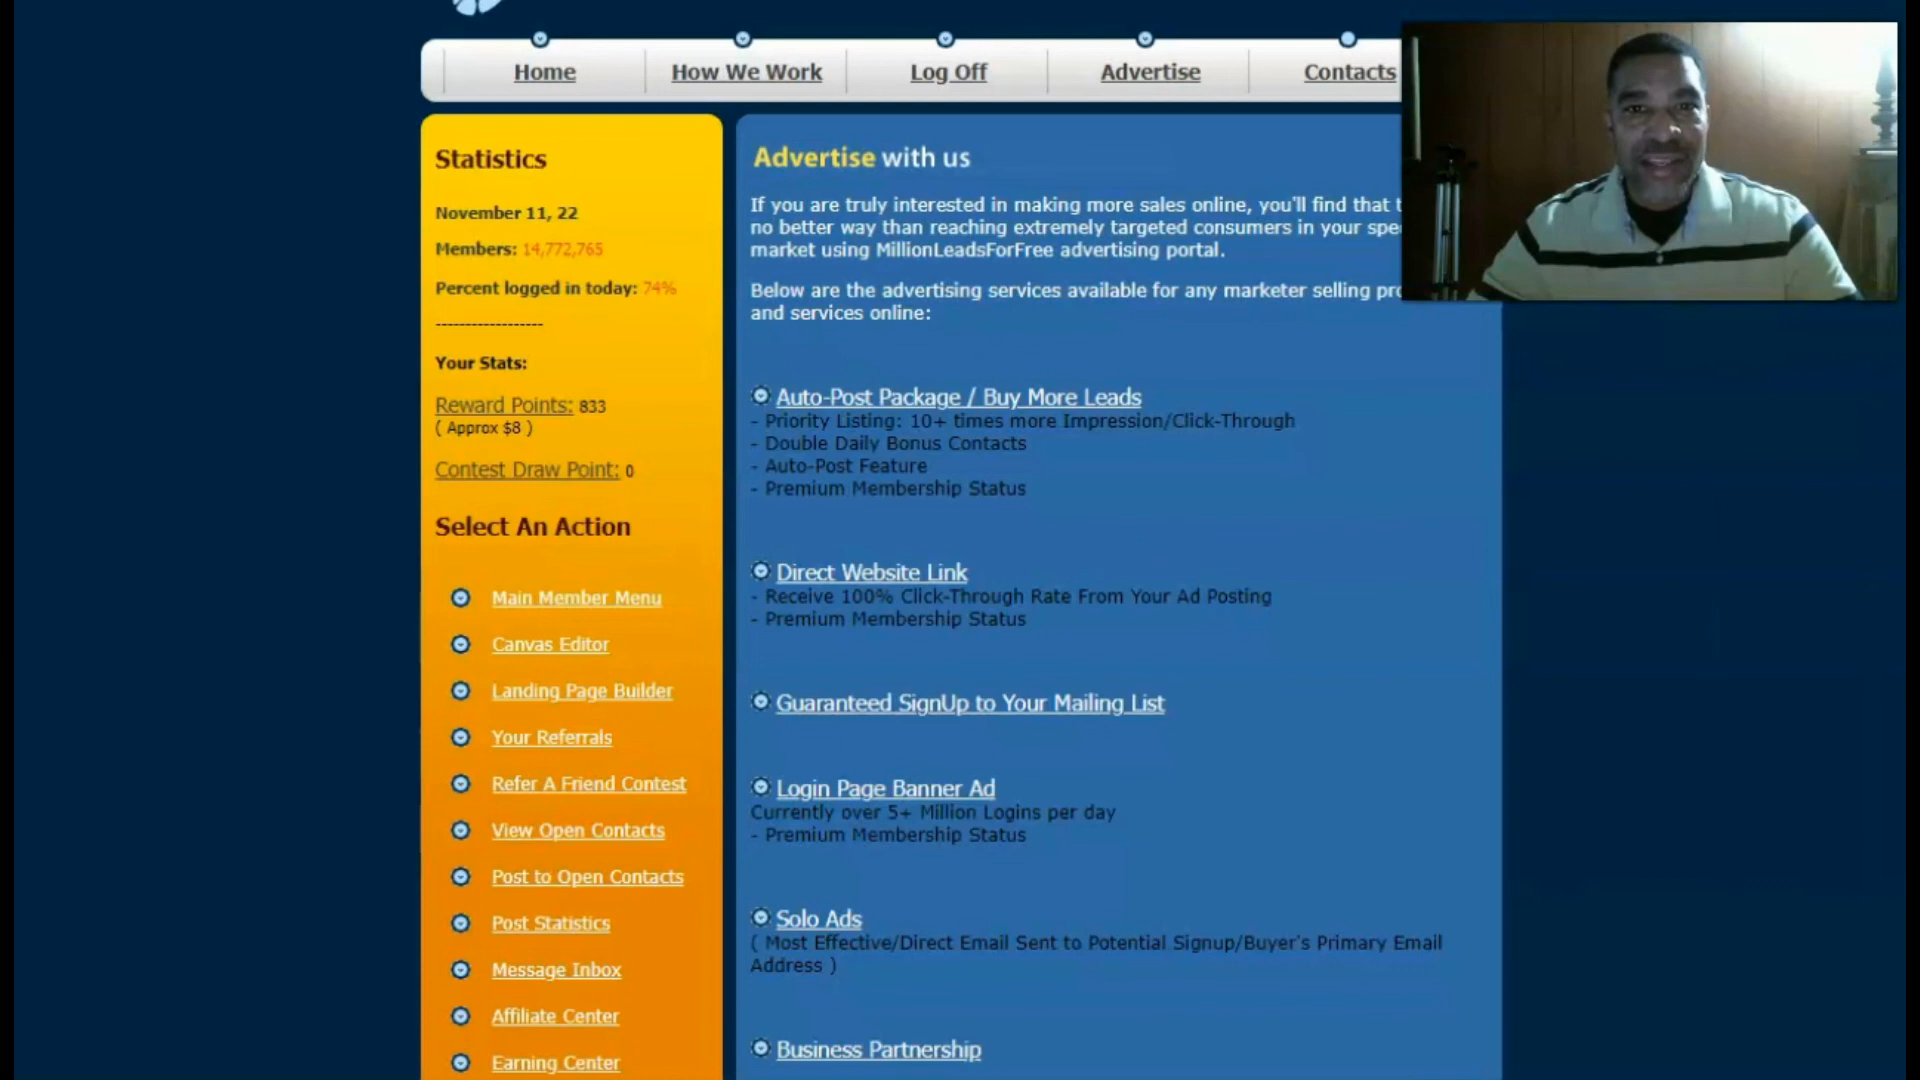 Home
How We Work
Log Off
Advertise
Contacts
Statistics
November 11, 22
Members: 14,772,765
Percent logged in today: 74%
------------------
Your Stats:
Reward Points: 833
( Approx $8 )
Contest Draw Point: 0
Select An Action
Main Member Menu
Canvas Editor
Landing Page Builder
Your Referrals
Refer A Friend Contest
View Open Contacts
Post to Open Contacts
Post Statistics
Message Inbox
Affiliate Center
Earning Center
Advertise with us
If you are truly interested in making more sales online, you'll find that
no better way than reaching extremely targeted consumers in your
market using MillionLeadsForFree advertising portal.
Below are the advertising services available for any marketer selling
and services online:
Auto-Post Package / Buy More Leads
- Priority Listing: 10+ times more Impression/Click-Through
- Double Daily Bonus Contacts
- Auto-Post Feature
- Premium Membership Status
Direct Website Link
- Receive 100% Click-Through Rate From Your Ad Posting
- Premium Membership Status
Guaranteed SignUp to Your Mailing List
Login Page Banner Ad
Currently over 5+ Million Logins per day
- Premium Membership Status
Solo Ads
( Most Effective/Direct Email Sent to Potential Signup/Buyer's Primary Email
Address )
Business Partnership